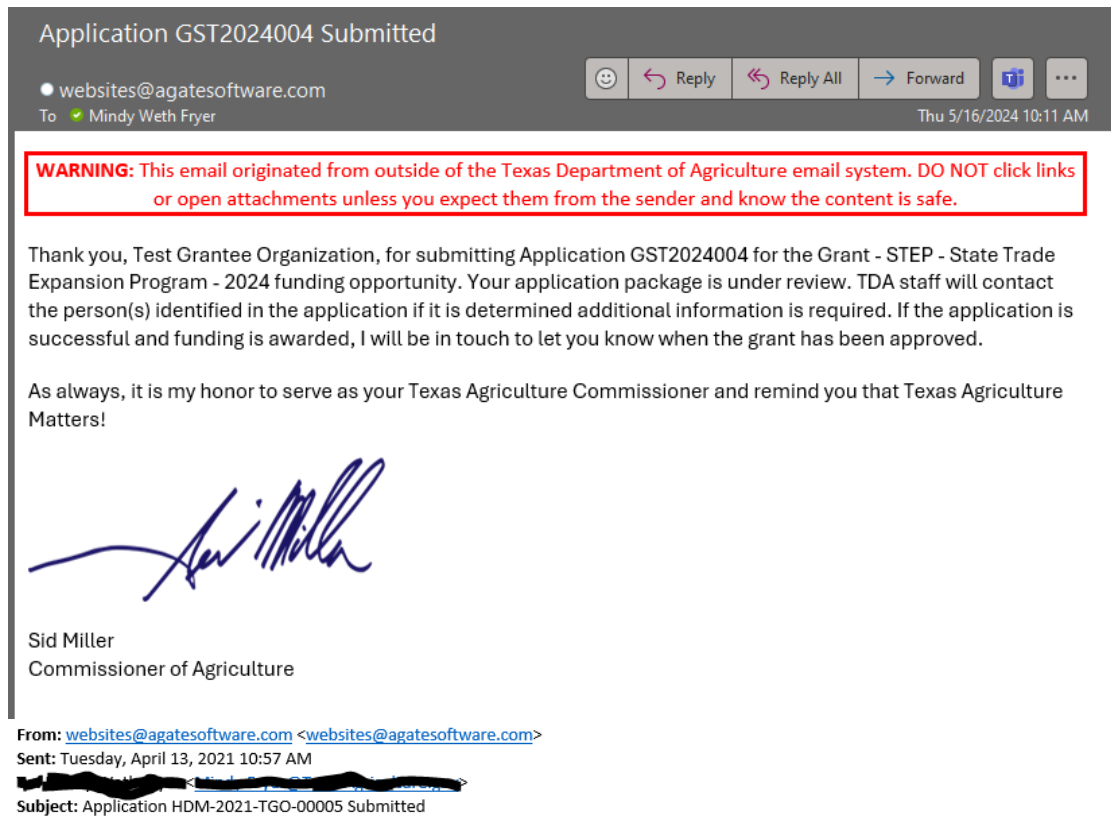 Application GST2024004 Submitted
websites@agatesoftware.com
Reply
Reply All
Forward
To Mindy Weth Fryer
Thu 5/16/2024 10:11 AM
WARNING: This email originated from outside of the Texas Department of Agriculture email system. DO NOT click links
or open attachments unless you expect them from the sender and know the content is safe.
Thank you, Test Grantee Organization, for submitting Application GST2024004 for the Grant - STEP - State Trade
Expansion Program - 2024 funding opportunity. Your application package is under review. TDA staff will contact
the person(s) identified in the application if it is determined additional information is required. If the application is
successful and funding is awarded, I will be in touch to let you know when the grant has been approved.
As always, it is my honor to serve as your Texas Agriculture Commissioner and remind you that Texas Agriculture
Matters!
Sid Miller
Sid Miller
Commissioner of Agriculture
From: websites@agatesoftware.com <websites@agatesoftware.com>
Sent: Tuesday, April 13, 2021 10:57 AM
Subject: Application HDM-2021-TGO-00005 Submitted